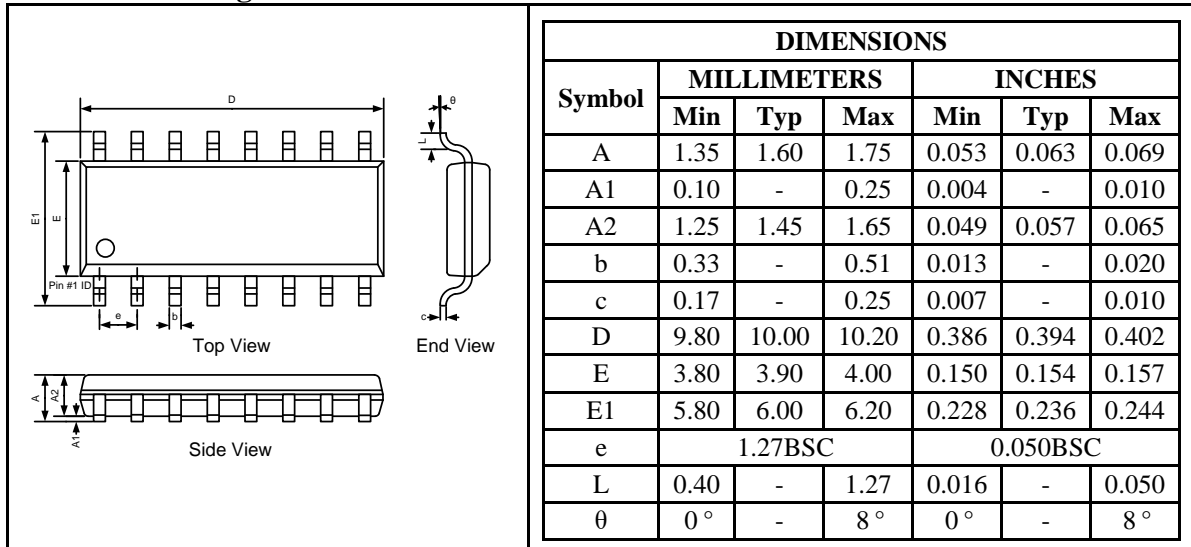 D
θ
L
E1
E
Pin #1 ID
e
b
c
Top View
End View
A
A2
A1
Side View
DIMENSIONS
Symbol MILLIMETERS INCHES
Min Typ Max Min Typ Max
A 1.35 1.60 1.75 0.053 0.063 0.069
A1 0.10 - 0.25 0.004 - 0.010
A2 1.25 1.45 1.65 0.049 0.057 0.065
b 0.33 - 0.51 0.013 - 0.020
c 0.17 - 0.25 0.007 - 0.010
D 9.80 10.00 10.20 0.386 0.394 0.402
E 3.80 3.90 4.00 0.150 0.154 0.157
E1 5.80 6.00 6.20 0.228 0.236 0.244
e 1.27BSC 0.050BSC
L 0.40 - 1.27 0.016 - 0.050
θ 0 ° - 8 ° 0 ° - 8 °